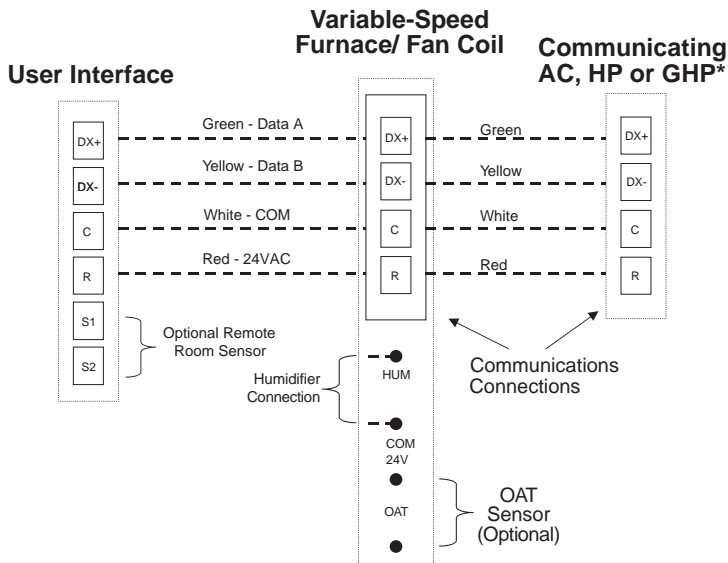 Variable-Speed
Furnace/ Fan Coil
Communicating
AC, HP or GHP*
User Interface
DX+
Green - Data A
DX+
Green
DX+
DX-
Yellow - Data B
DX-
Yellow
DX-
C
White - COM
C
White
C
R
Red - 24VAC
R
Red
R
S1
S2
Optional Remote
Room Sensor
Humidifier
Connection
HUM
COM
24V
Communications
Connections
OAT
OAT
Sensor
(Optional)